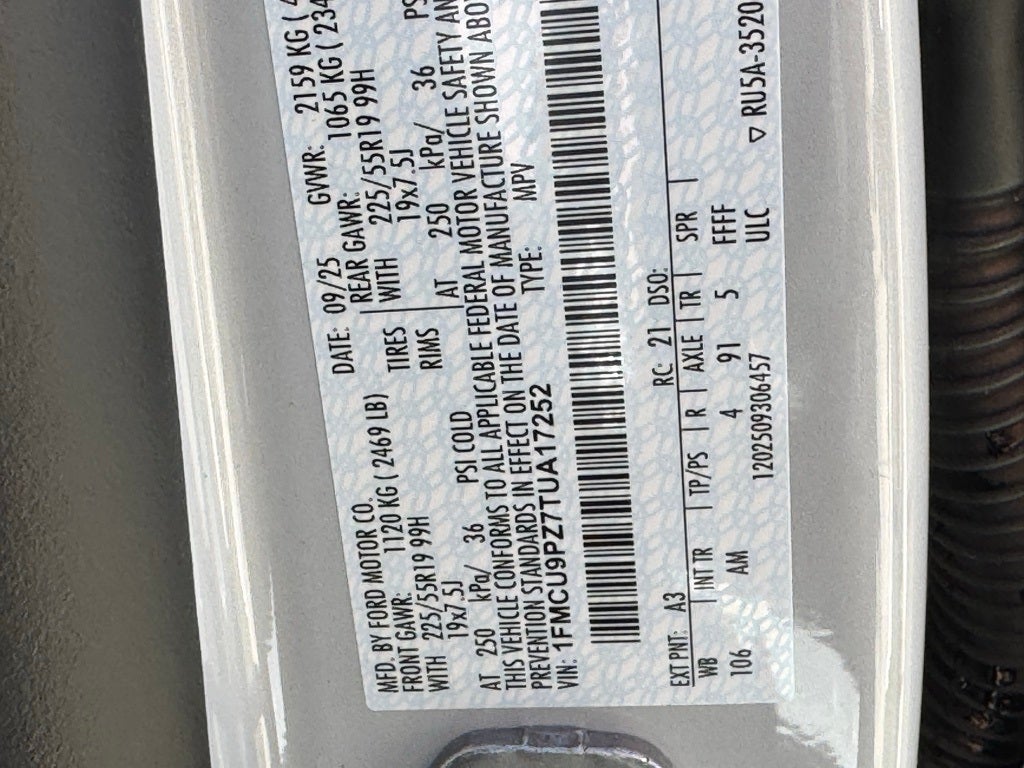 MFD. BY FORD MOTOR CO.
DATE: 09/25 GVWR: 2159 KG (
FRONT GAWR: 1120 KG ( 2469 LB)
REAR GAWR: 1065 KG ( 234
WITH 225/55R19 99H TIRES WITH 225/55R19 99H
19x7.5J RIMS 19x7.5J
AT 250 kPa/ 36 PSI COLD AT 250 kPa/ 36 PS
THIS VEHICLE CONFORMS TO ALL APPLICABLE FEDERAL MOTOR VEHICLE SAFETY AN
PREVENTION STANDARDS IN EFFECT ON THE DATE OF MANUFACTURE SHOWN ABO
VIN: 1FMCU9PZ7TUA17252 TYPE: MPV
EXT PNT: A3 RC: 21 DSO:
WB | INT TR | TP/PS | R | AXLE | TR | SPR |
106 AM 4 91 5 FFFF
1202509306457 ULC ▽ RU5A-3520